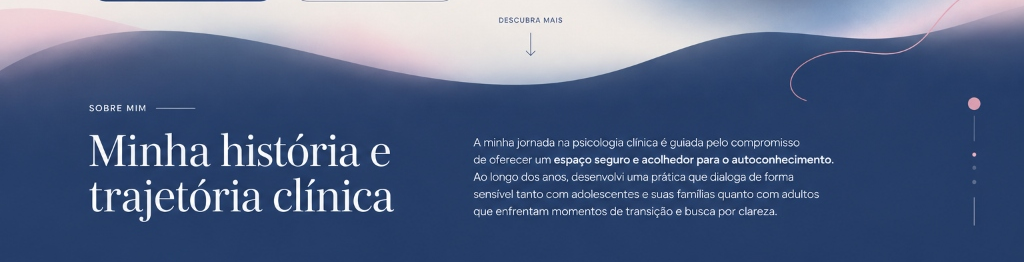 DESCUBRA MAIS
SOBRE MIM
Minha história e
trajetória clínica
A minha jornada na psicologia clínica é guiada pelo compromisso
de oferecer um espaço seguro e acolhedor para o autoconhecimento.
Ao longo dos anos, desenvolvi uma prática que dialoga de forma
sensível tanto com adolescentes e suas famílias quanto com adultos
que enfrentam momentos de transição e busca por clareza.